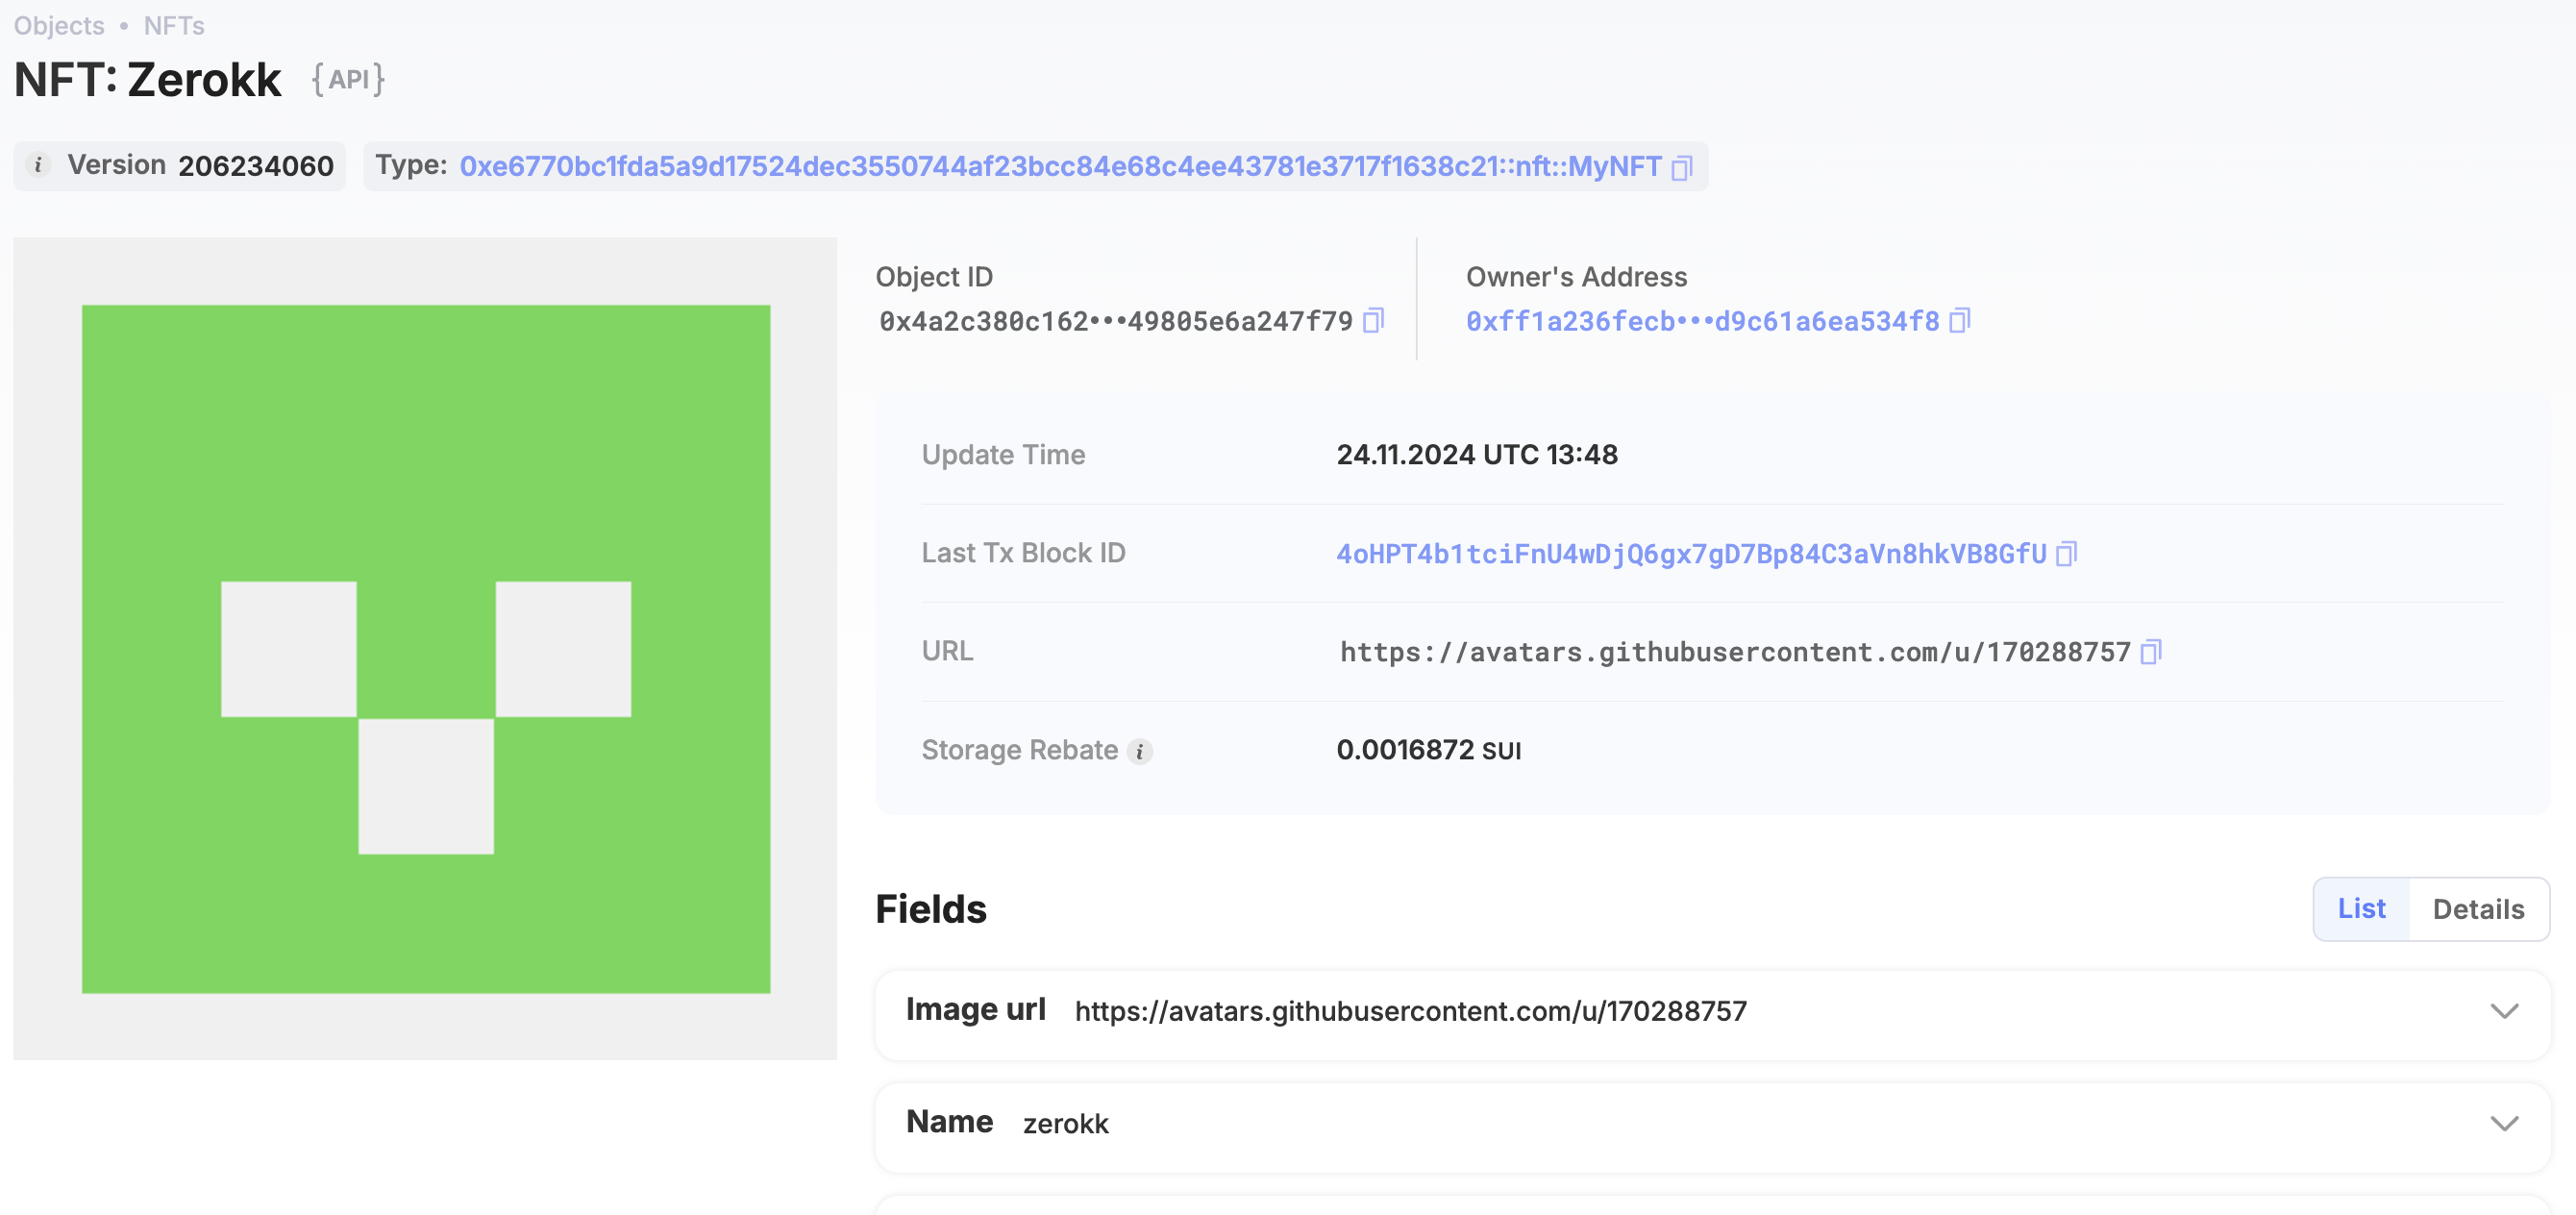 Objects • NFTs
NFT: Zerokk {API}
i Version 206234060 Type: 0xe6770bc1fda5a9d17524dec3550744af23bcc84e68c4ee43781e3717f1638c21::nft::MyNFT
Object ID
0x4a2c380c162•••49805e6a247f79
Owner's Address
0xff1a236fecb•••d9c61a6ea534f8
Update Time 24.11.2024 UTC 13:48
Last Tx Block ID 4oHPT4b1tciFnU4wDjQ6gx7gD7Bp84C3aVn8hkVB8GfU
URL https://avatars.githubusercontent.com/u/170288757
Storage Rebate i 0.0016872 SUI
Fields List Details
Image url https://avatars.githubusercontent.com/u/170288757
Name zerokk